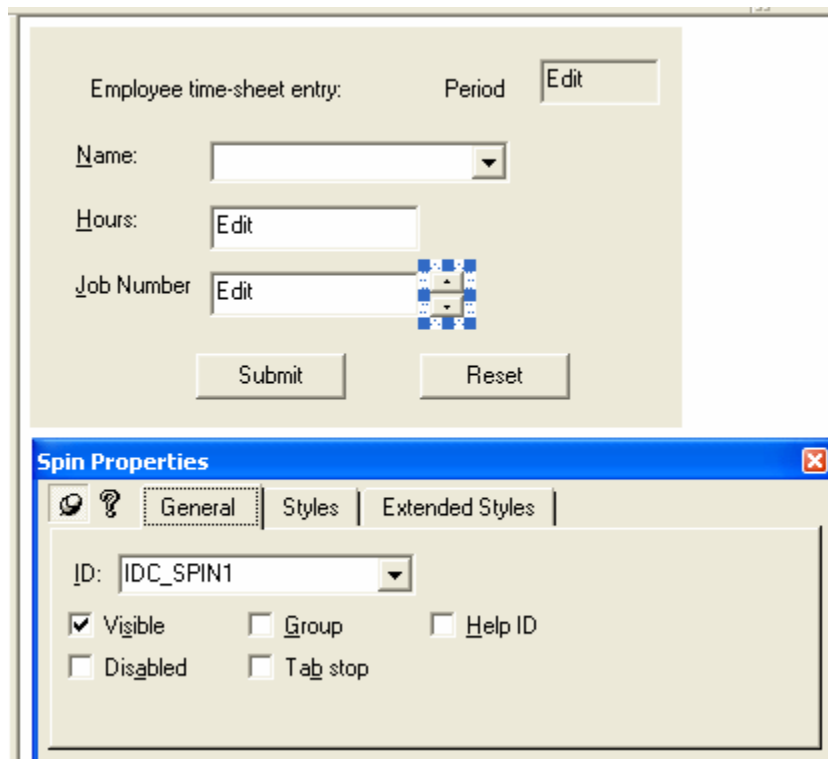 Employee time-sheet entry: Period Edit
Name:
Hours: Edit
Job Number Edit
Submit Reset
Spin Properties
? General Styles Extended Styles
ID: IDC_SPIN1
Visible Group Help ID
Disabled Tab stop